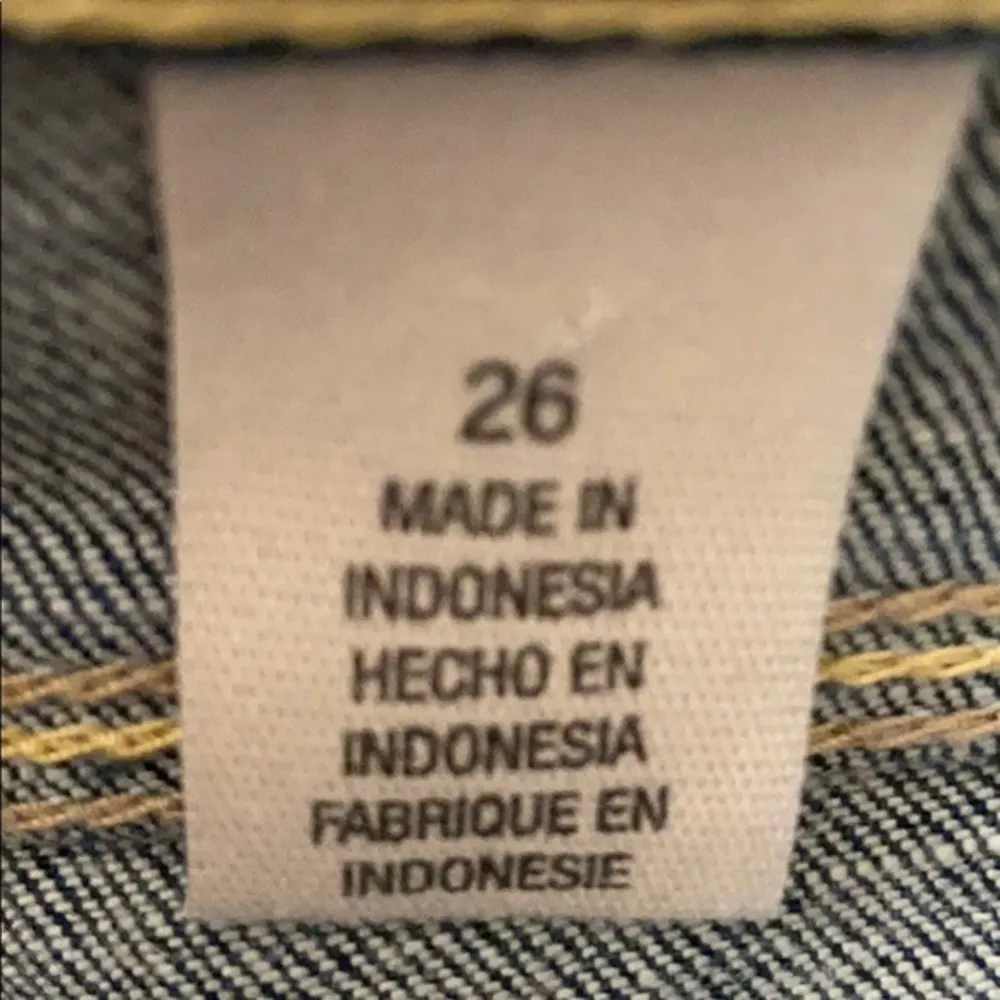 26
MADE IN
INDONESIA
HECHO EN
INDONESIA
FABRIQUE EN
INDONESIE